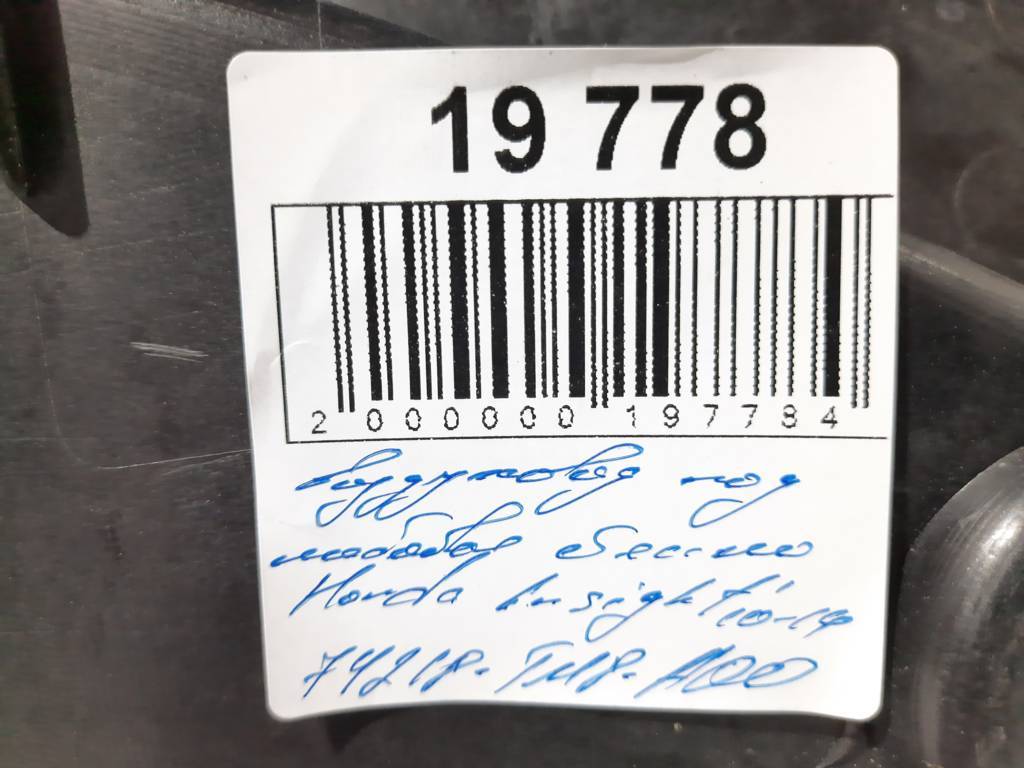 19 778
2 000000 197784
воздуховод под
лобовое стекло
Honda Insight 10-14
74218-TM8-A00